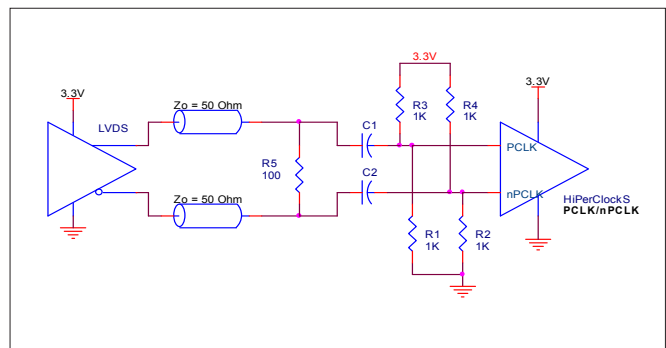 3.3V
LVDS
Zo = 50 Ohm
Zo = 50 Ohm
R5
100
C1
C2
3.3V
R3
1K
R4
1K
R1
1K
R2
1K
3.3V
PCLK
nPCLK
HiPerClockS
PCLK/nPCLK